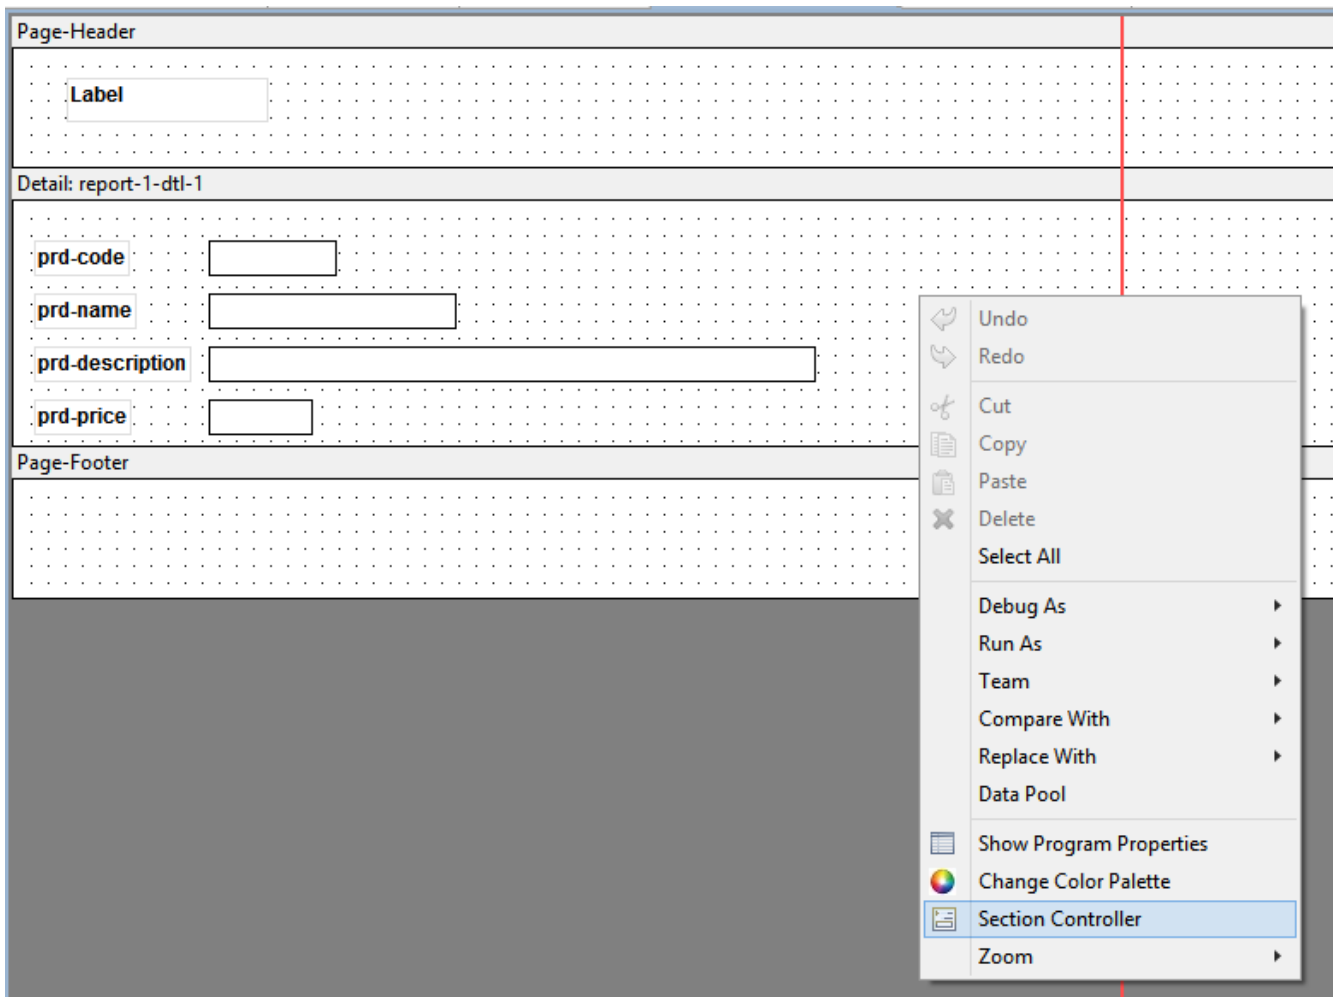 Page-Header
Label
Detail: report-1-dtl-1
prd-code
prd-name
prd-description
prd-price
Page-Footer
Undo
Redo
Cut
Copy
Paste
Delete
Select All
Debug As
Run As
Team
Compare With
Replace With
Data Pool
Show Program Properties
Change Color Palette
Section Controller
Zoom